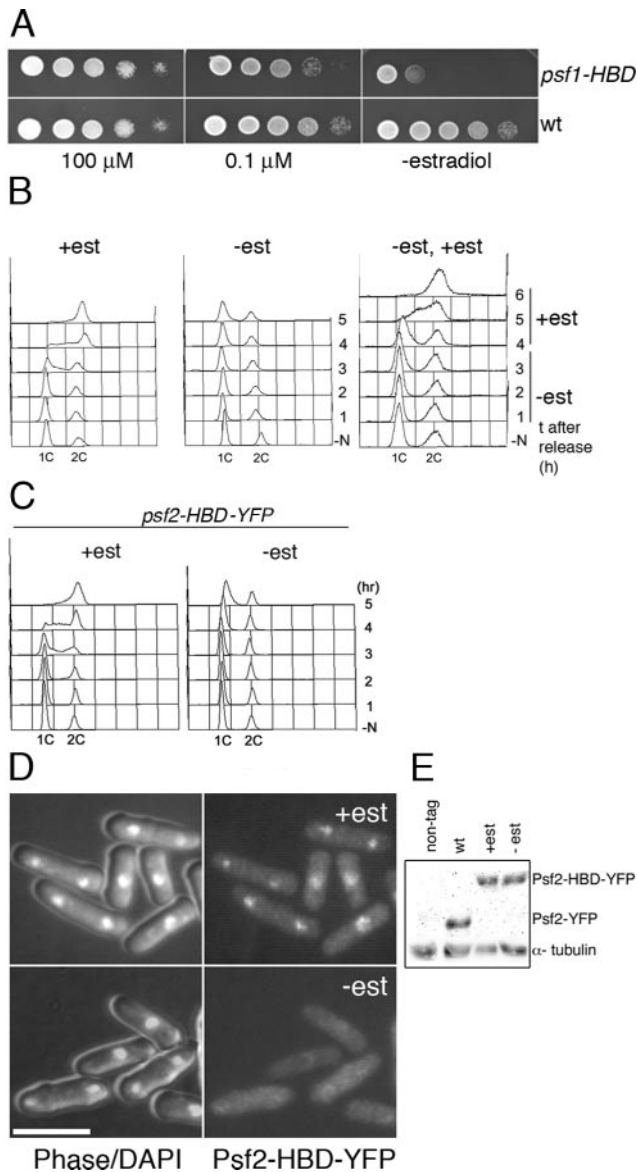 A
psf1-HBD
wt
100 µM
0.1 µM
-estradiol
B
+est
-est
-est, +est
5
4
3
2
1
-N
6
5
4
3
2
1
-N
+est
-est
t after
release
(h)
1C 2C
1C 2C
1C 2C
C
psf2-HBD-YFP
+est
-est
(hr)
5
4
3
2
1
-N
1C 2C
1C 2C
D
+est
-est
Phase/DAPI
Psf2-HBD-YFP
E
non-tag
wt
+est
- est
Psf2-HBD-YFP
Psf2-YFP
α- tubulin